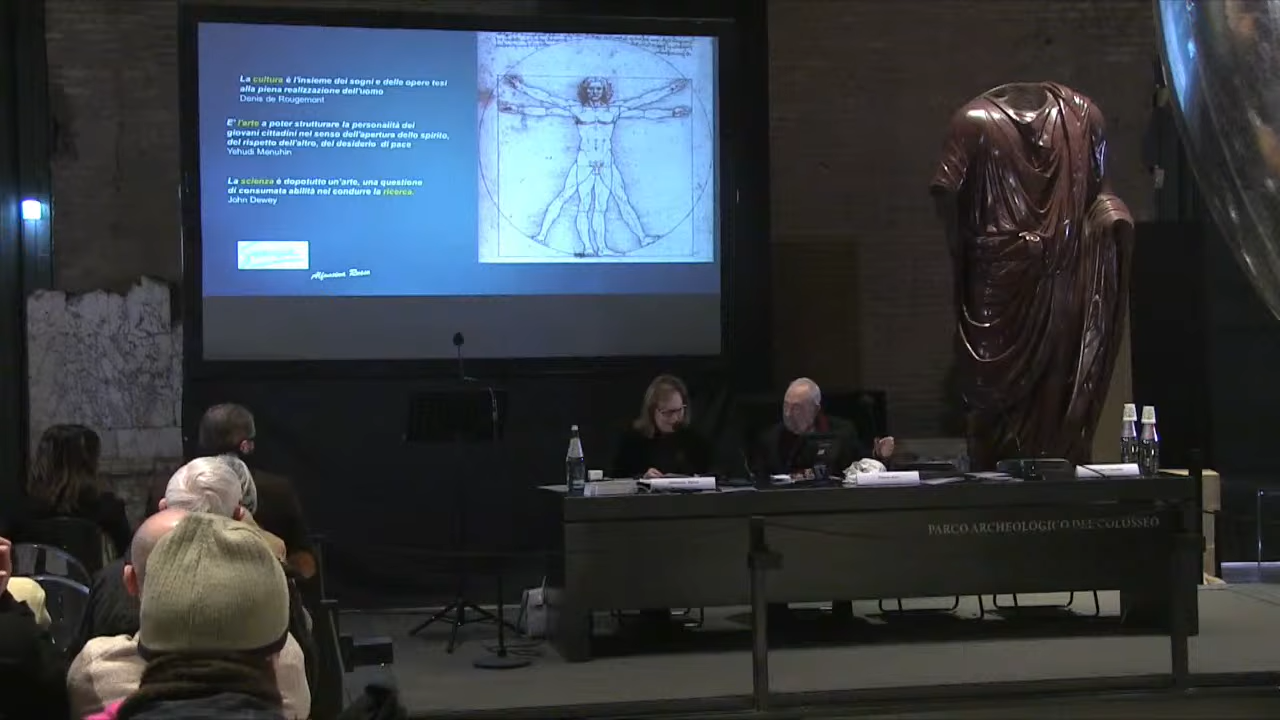 La cultura è l'insieme dei sogni e delle opere tesi
alla piena realizzazione dell'uomo
Denis de Rougemont
E' l'arte a poter strutturare la personalità dei
giovani cittadini nel senso dell'apertura dello spirito,
del rispetto dell'altro, del desiderio di pace
Yehudi Menuhin
La scienza è dopotutto un'arte, una questione
di consumata abilità nel condurre la ricerca.
John Dewey
Alfonsina Russo
PARCO ARCHEOLOGICO DEL COLOSSEO